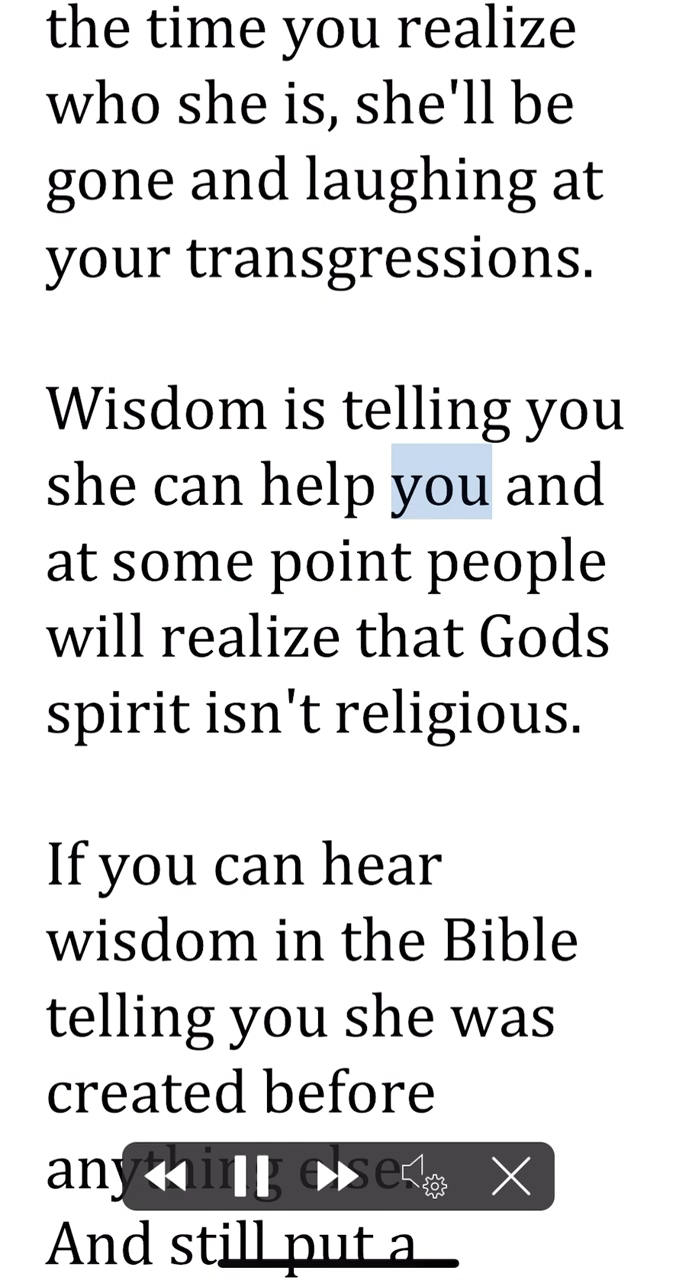 the time you realize
who she is, she'll be
gone and laughing at
your transgressions.
Wisdom is telling you
she can help you and
at some point people
will realize that Gods
spirit isn't religious.
If you can hear
wisdom in the Bible
telling you she was
created before
anything else.
And still put a